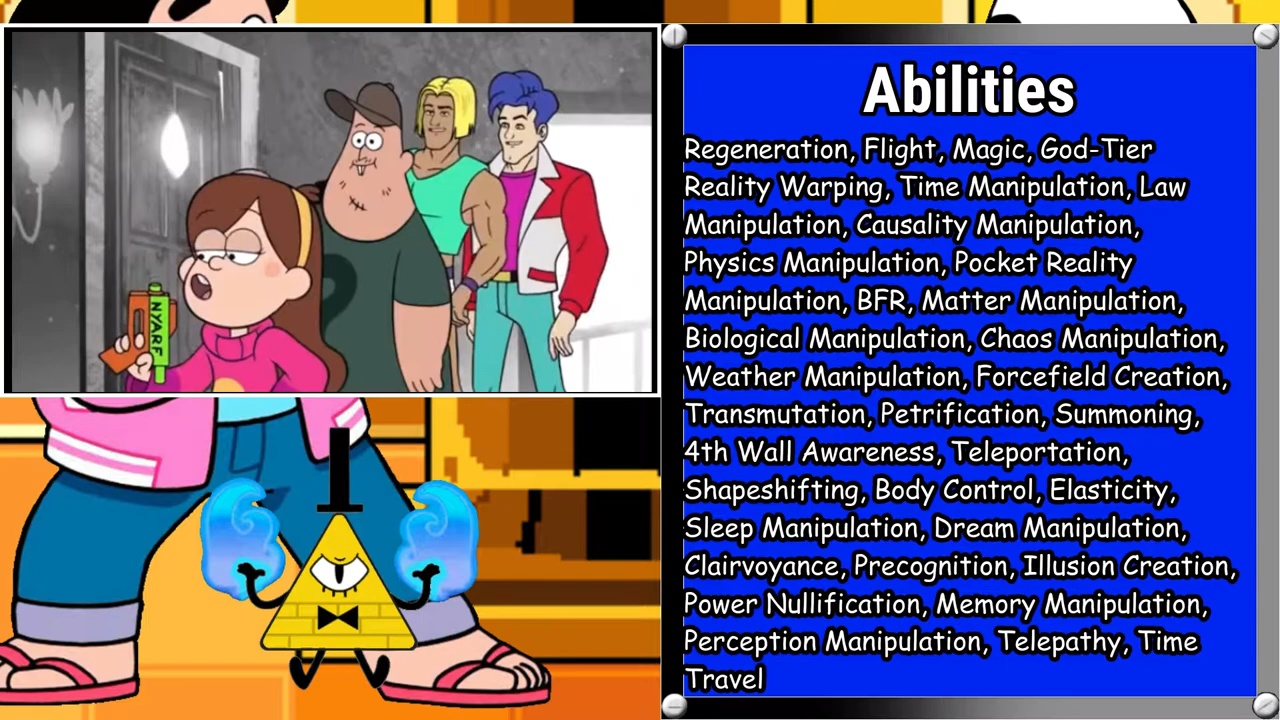 NYARF
Abilities
Regeneration, Flight, Magic, God-Tier
Reality Warping, Time Manipulation, Law
Manipulation, Causality Manipulation,
Physics Manipulation, Pocket Reality
Manipulation, BFR, Matter Manipulation,
Biological Manipulation, Chaos Manipulation,
Weather Manipulation, Forcefield Creation,
Transmutation, Petrification, Summoning,
4th Wall Awareness, Teleportation,
Shapeshifting, Body Control, Elasticity,
Sleep Manipulation, Dream Manipulation,
Clairvoyance, Precognition, Illusion Creation,
Power Nullification, Memory Manipulation,
Perception Manipulation, Telepathy, Time
Travel